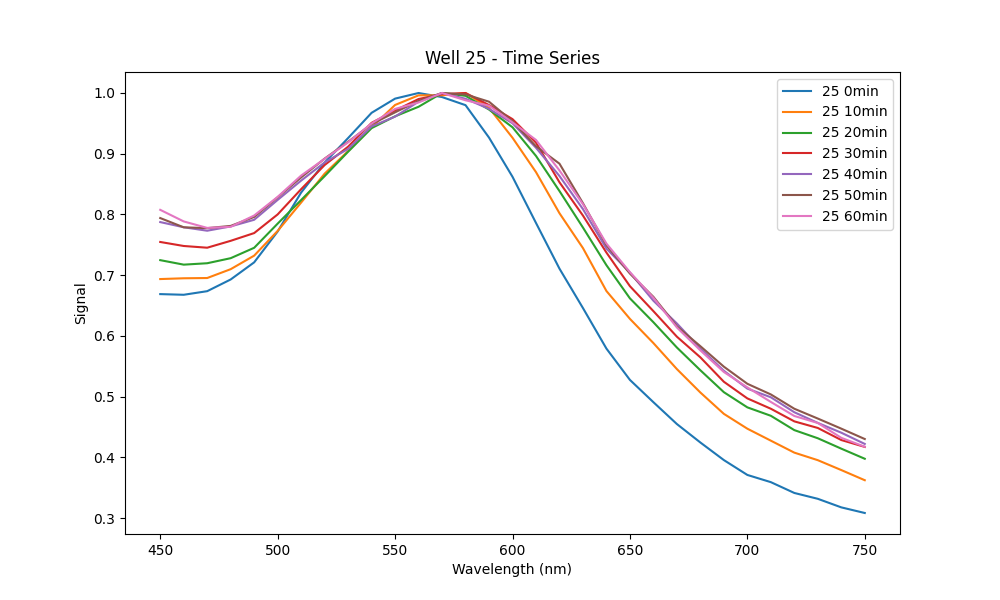 Well 25 - Time Series
1.0
0.9
0.8
0.7
0.6
0.5
0.4
0.3
Signal
450
500
550
600
650
700
750
Wavelength (nm)
25 0min
25 10min
25 20min
25 30min
25 40min
25 50min
25 60min